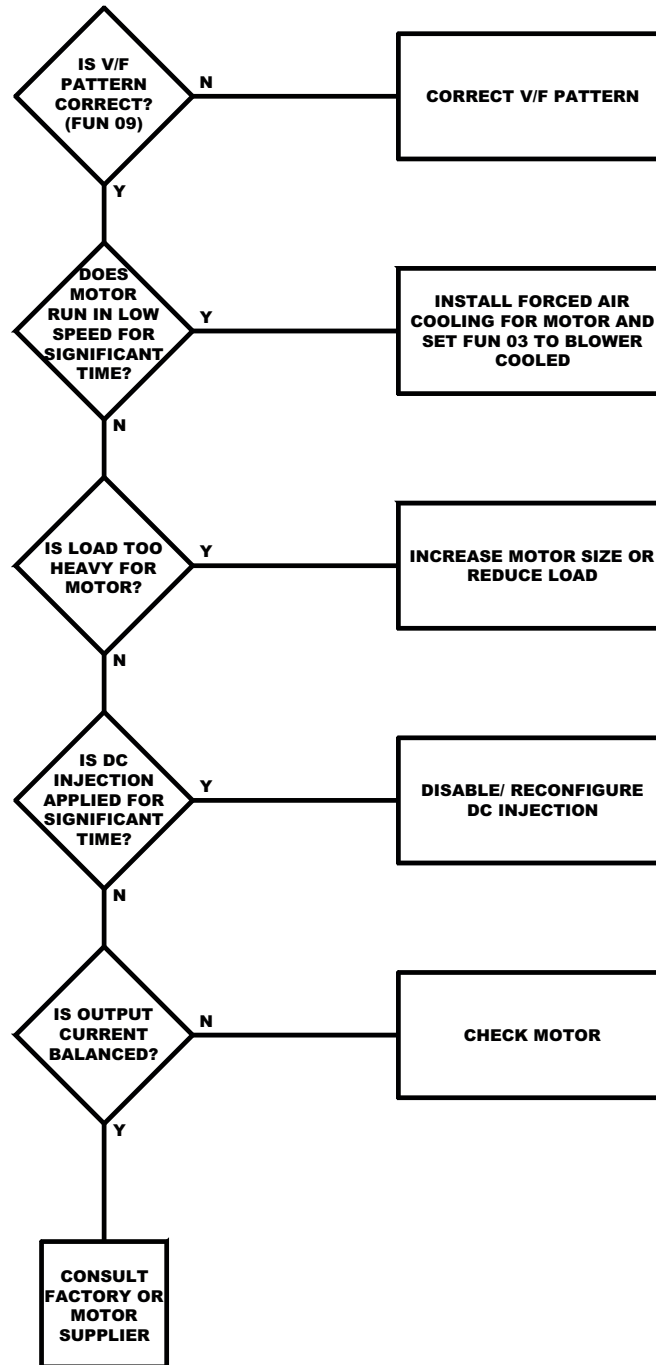 IS V/F
PATTERN
CORRECT?
(FUN 09)
N
CORRECT V/F PATTERN
Y
DOES
MOTOR
RUN IN LOW
SPEED FOR
SIGNIFICANT
TIME?
Y
INSTALL FORCED AIR
COOLING FOR MOTOR AND
SET FUN 03 TO BLOWER
COOLED
N
IS LOAD TOO
HEAVY FOR
MOTOR?
Y
INCREASE MOTOR SIZE OR
REDUCE LOAD
N
IS DC
INJECTION
APPLIED FOR
SIGNIFICANT
TIME?
Y
DISABLE/ RECONFIGURE
DC INJECTION
N
IS OUTPUT
CURRENT
BALANCED?
N
CHECK MOTOR
Y
CONSULT
FACTORY OR
MOTOR
SUPPLIER